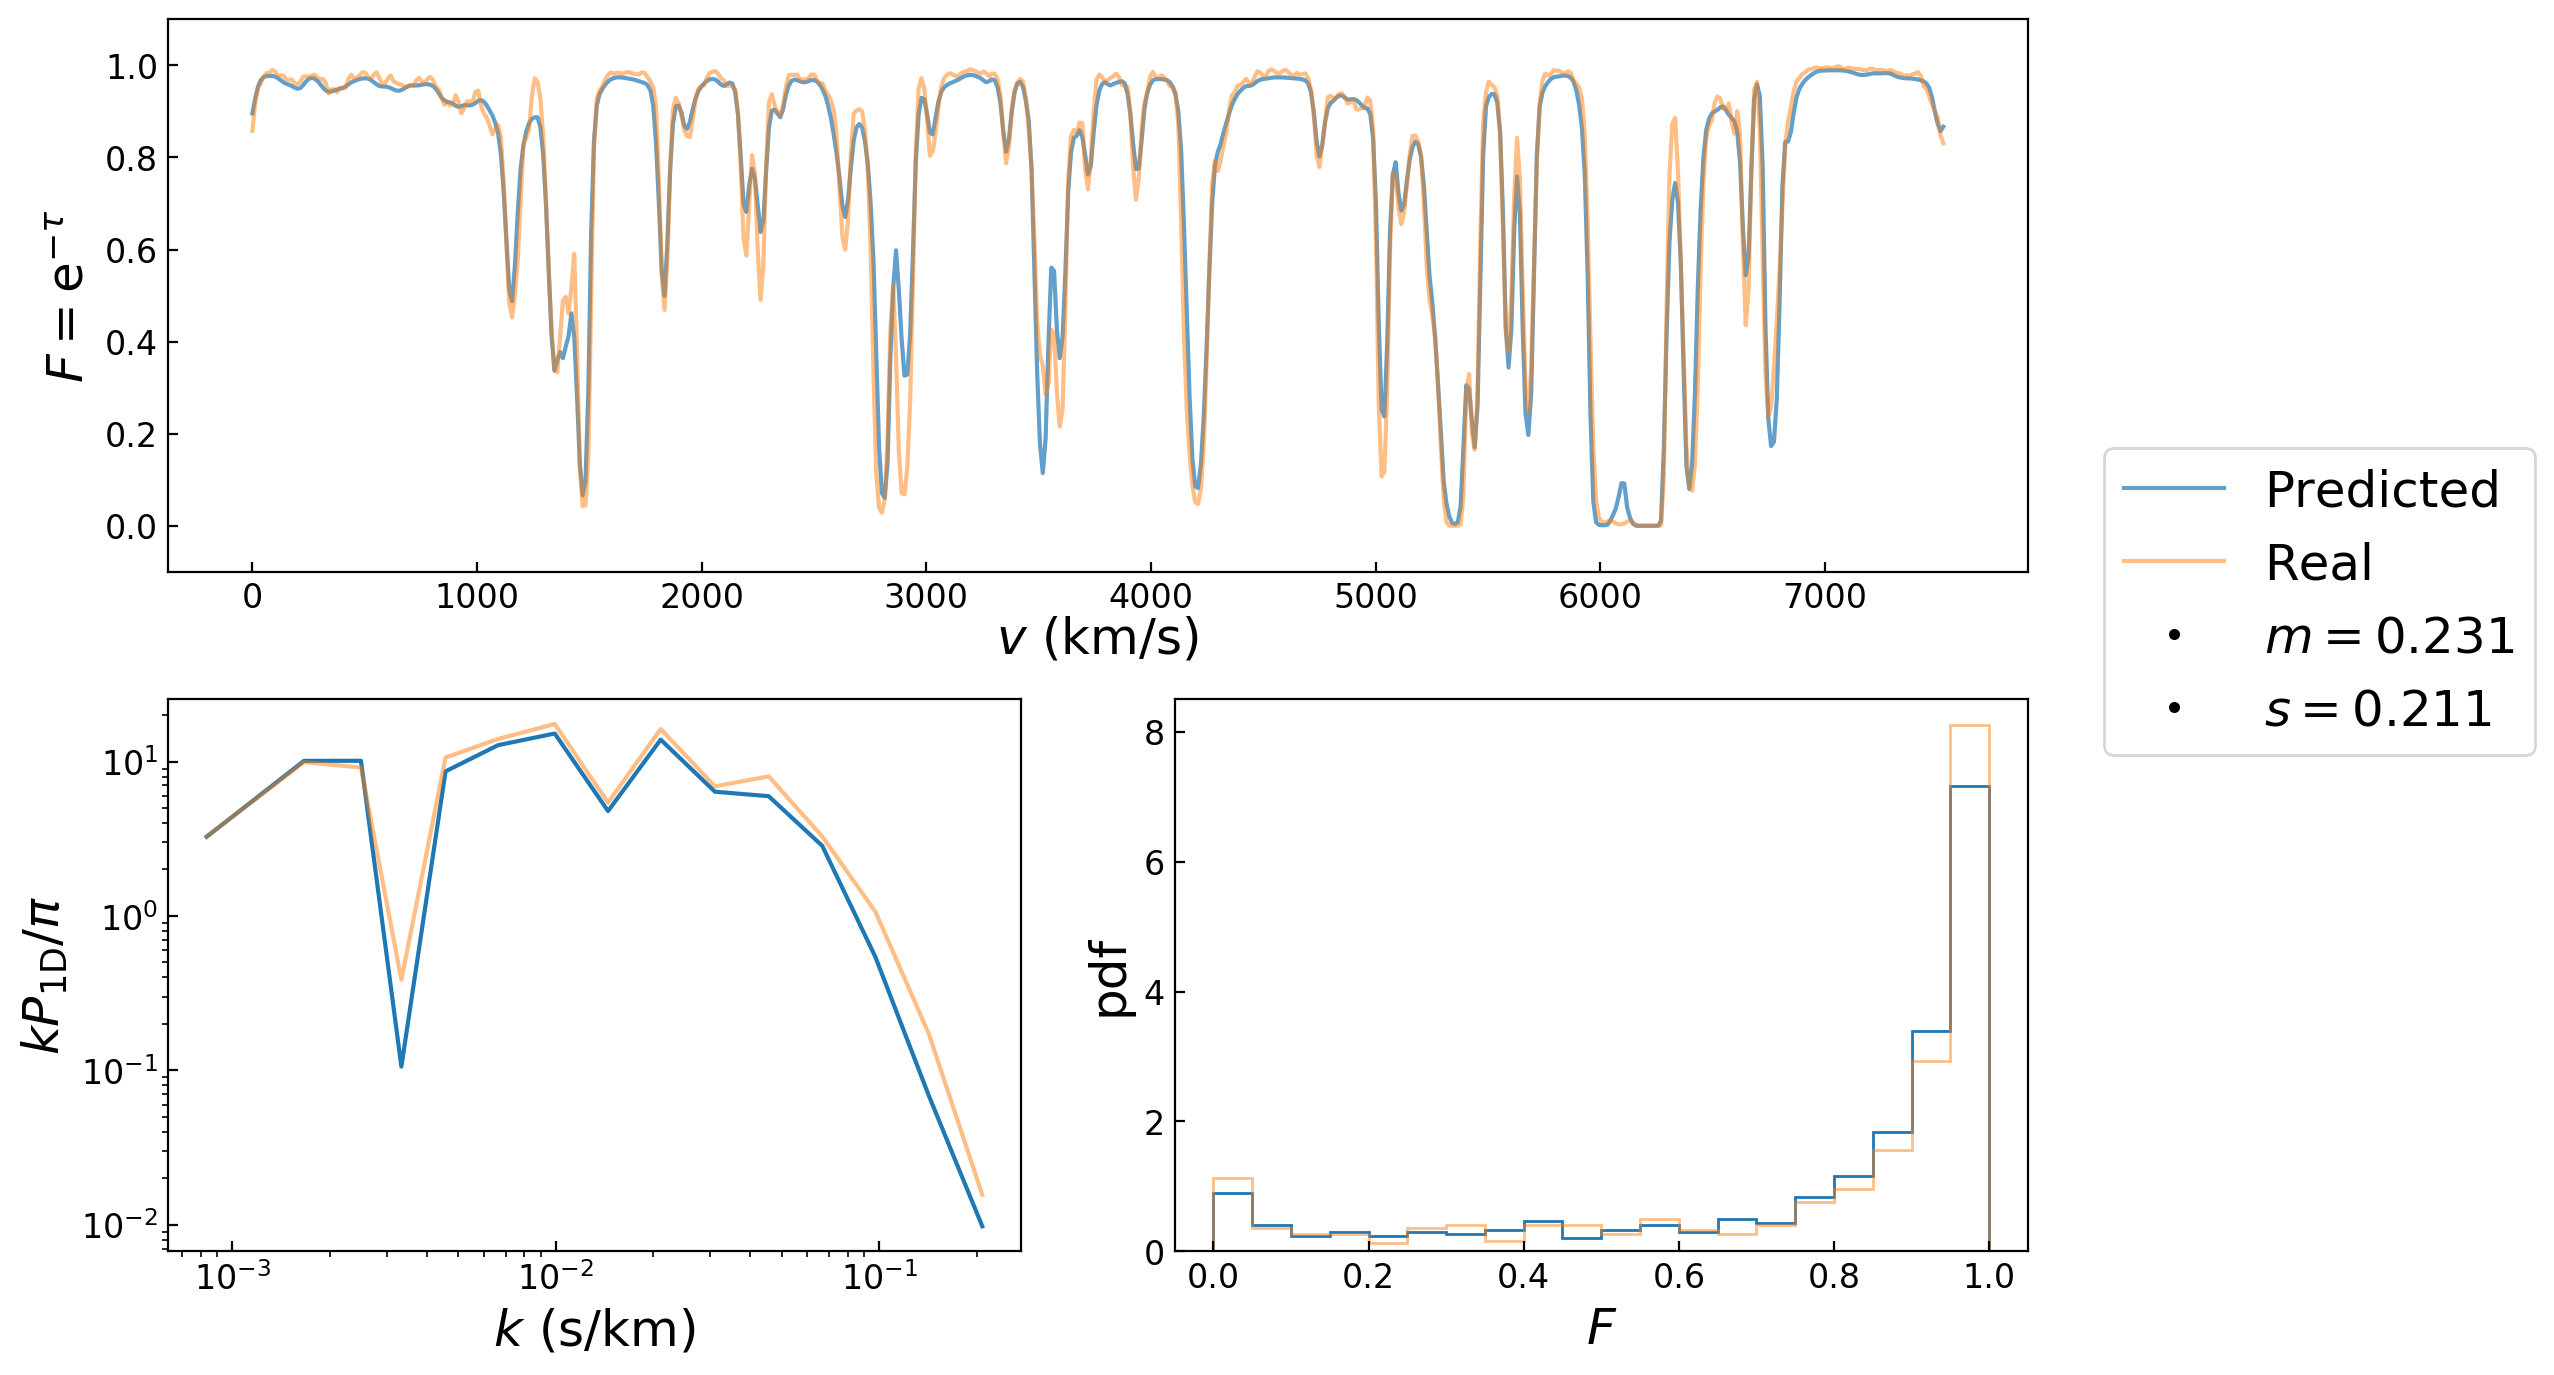 F = e^{−τ}
1.0
0.8
0.6
0.4
0.2
0.0
0 1000 2000 3000 4000 5000 6000 7000
v (km/s)
Predicted
Real
m = 0.231
s = 0.211
kP_{1D}/π
10^1
10^0
10^{−1}
10^{−2}
10^{−3} 10^{−2} 10^{−1}
k (s/km)
pdf
8
6
4
2
0
0.0 0.2 0.4 0.6 0.8 1.0
F